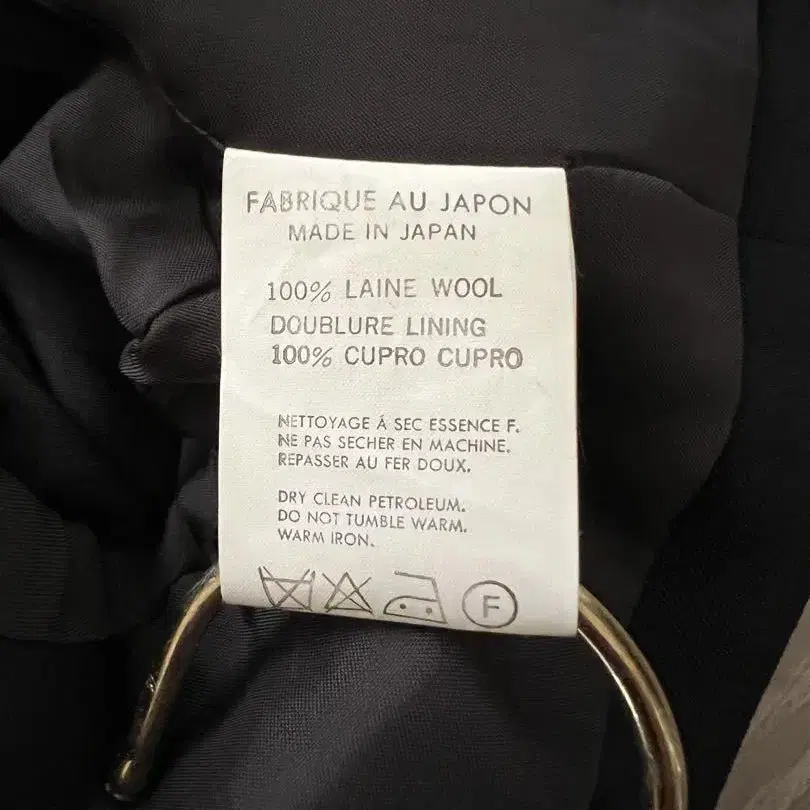 FABRIQUE AU JAPON
MADE IN JAPAN
100% LAINE WOOL
DOUBLURE LINING
100% CUPRO CUPRO
NETTOYAGE À SEC ESSENCE F.
NE PAS SECHER EN MACHINE.
REPASSER AU FER DOUX.
DRY CLEAN PETROLEUM.
DO NOT TUMBLE WARM.
WARM IRON.
F